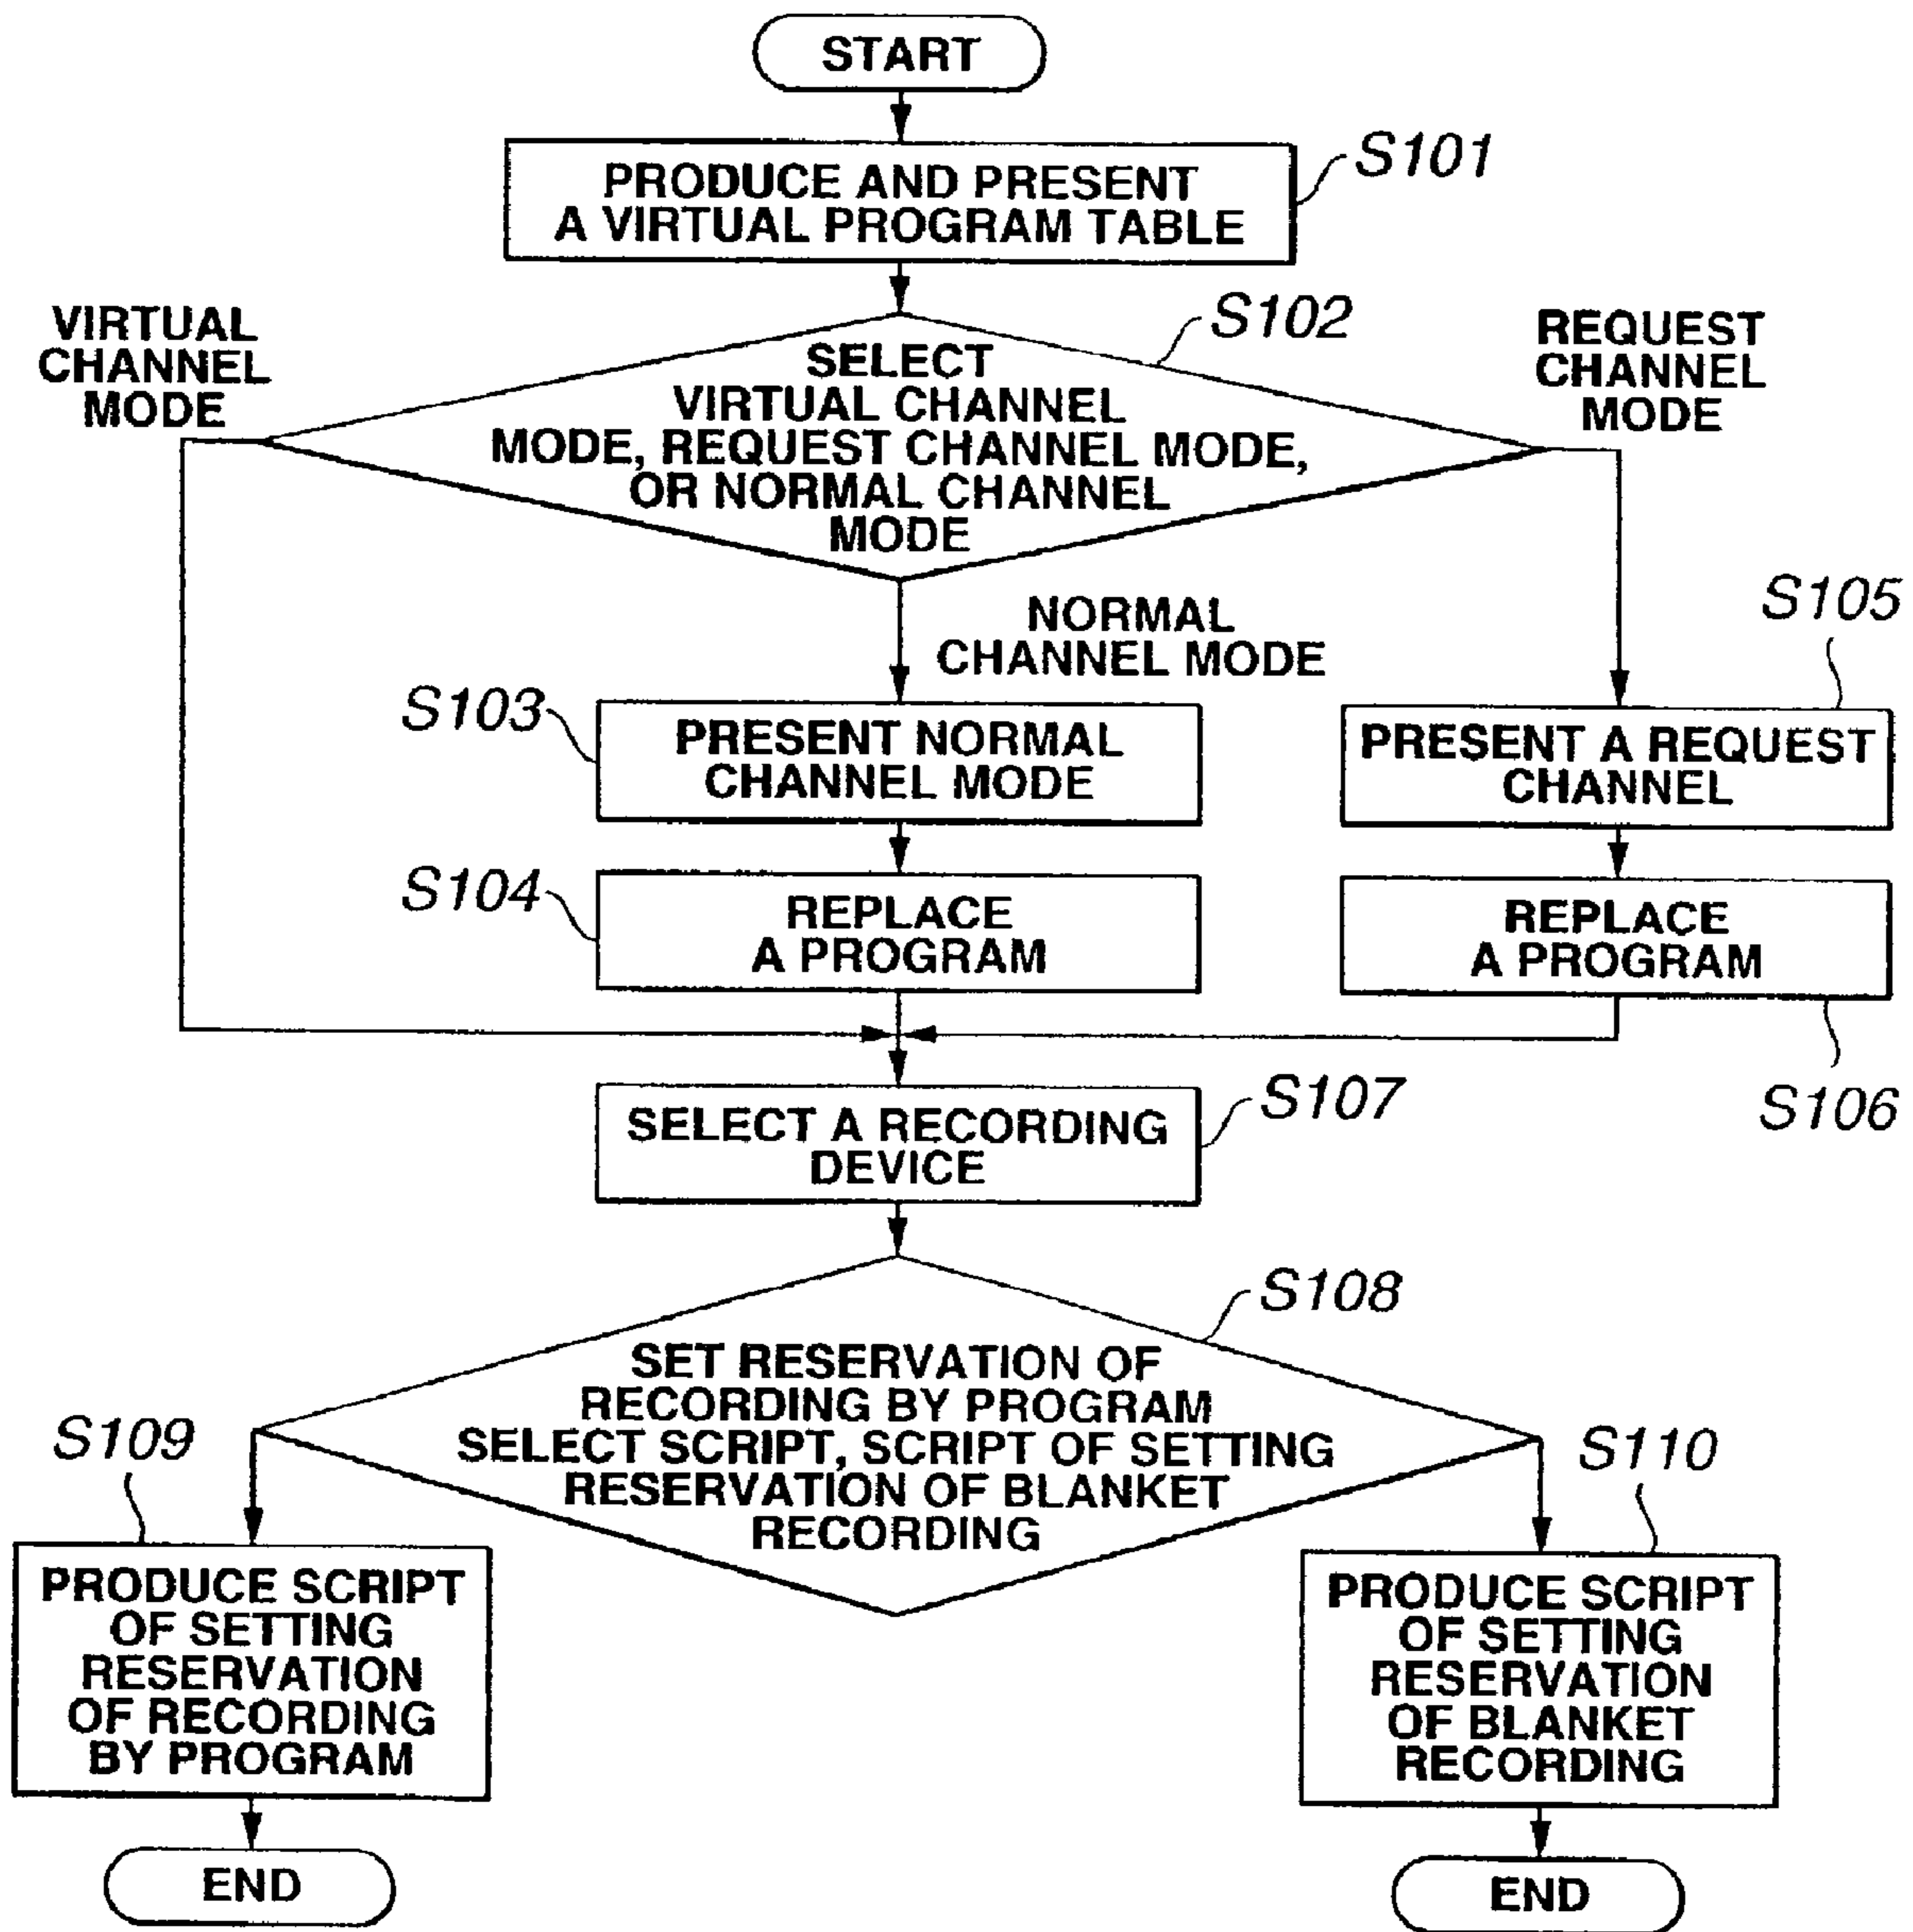 START
PRODUCE AND PRESENT
A VIRTUAL PROGRAM TABLE
S101
VIRTUAL
CHANNEL
MODE
S102
SELECT
VIRTUAL CHANNEL
MODE, REQUEST CHANNEL MODE,
OR NORMAL CHANNEL
MODE
REQUEST
CHANNEL
MODE
NORMAL
CHANNEL MODE
S103
PRESENT NORMAL
CHANNEL MODE
S105
PRESENT A REQUEST
CHANNEL
S104
REPLACE
A PROGRAM
REPLACE
A PROGRAM
S106
SELECT A RECORDING
DEVICE
S107
S108
SET RESERVATION OF
RECORDING BY PROGRAM
SELECT SCRIPT, SCRIPT OF SETTING
RESERVATION OF BLANKET
RECORDING
S109
PRODUCE SCRIPT
OF SETTING
RESERVATION
OF RECORDING
BY PROGRAM
S110
PRODUCE SCRIPT
OF SETTING
RESERVATION
OF BLANKET
RECORDING
END
END